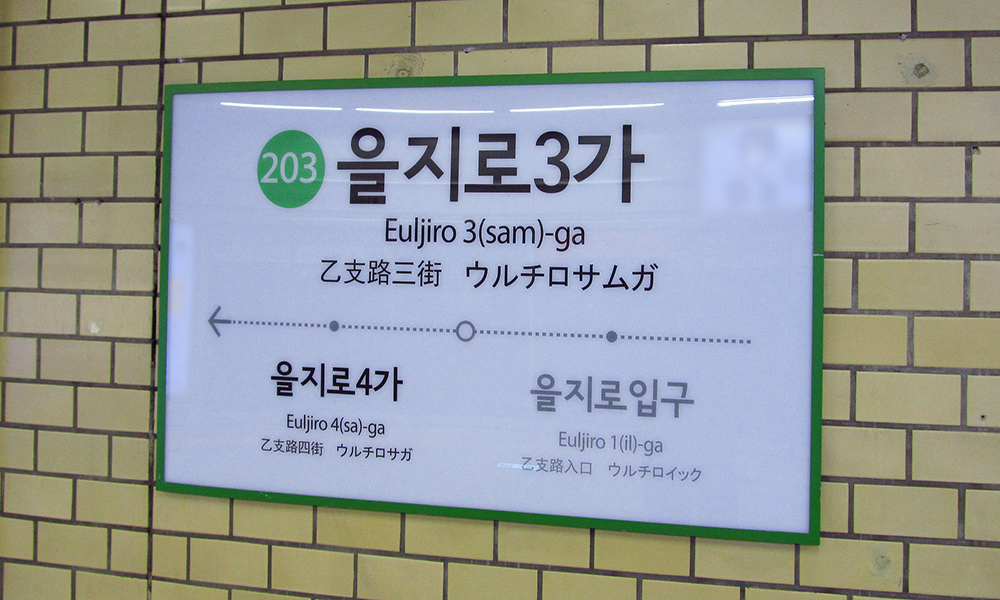 203 을지로3가
Euljiro 3(sam)-ga
乙支路三街 ウルチロサムガ
을지로4가
Euljiro 4(sa)-ga
乙支路四街 ウルチロサガ
을지로입구
Euljiro 1(il)-ga
乙支路入口 ウルチロイック